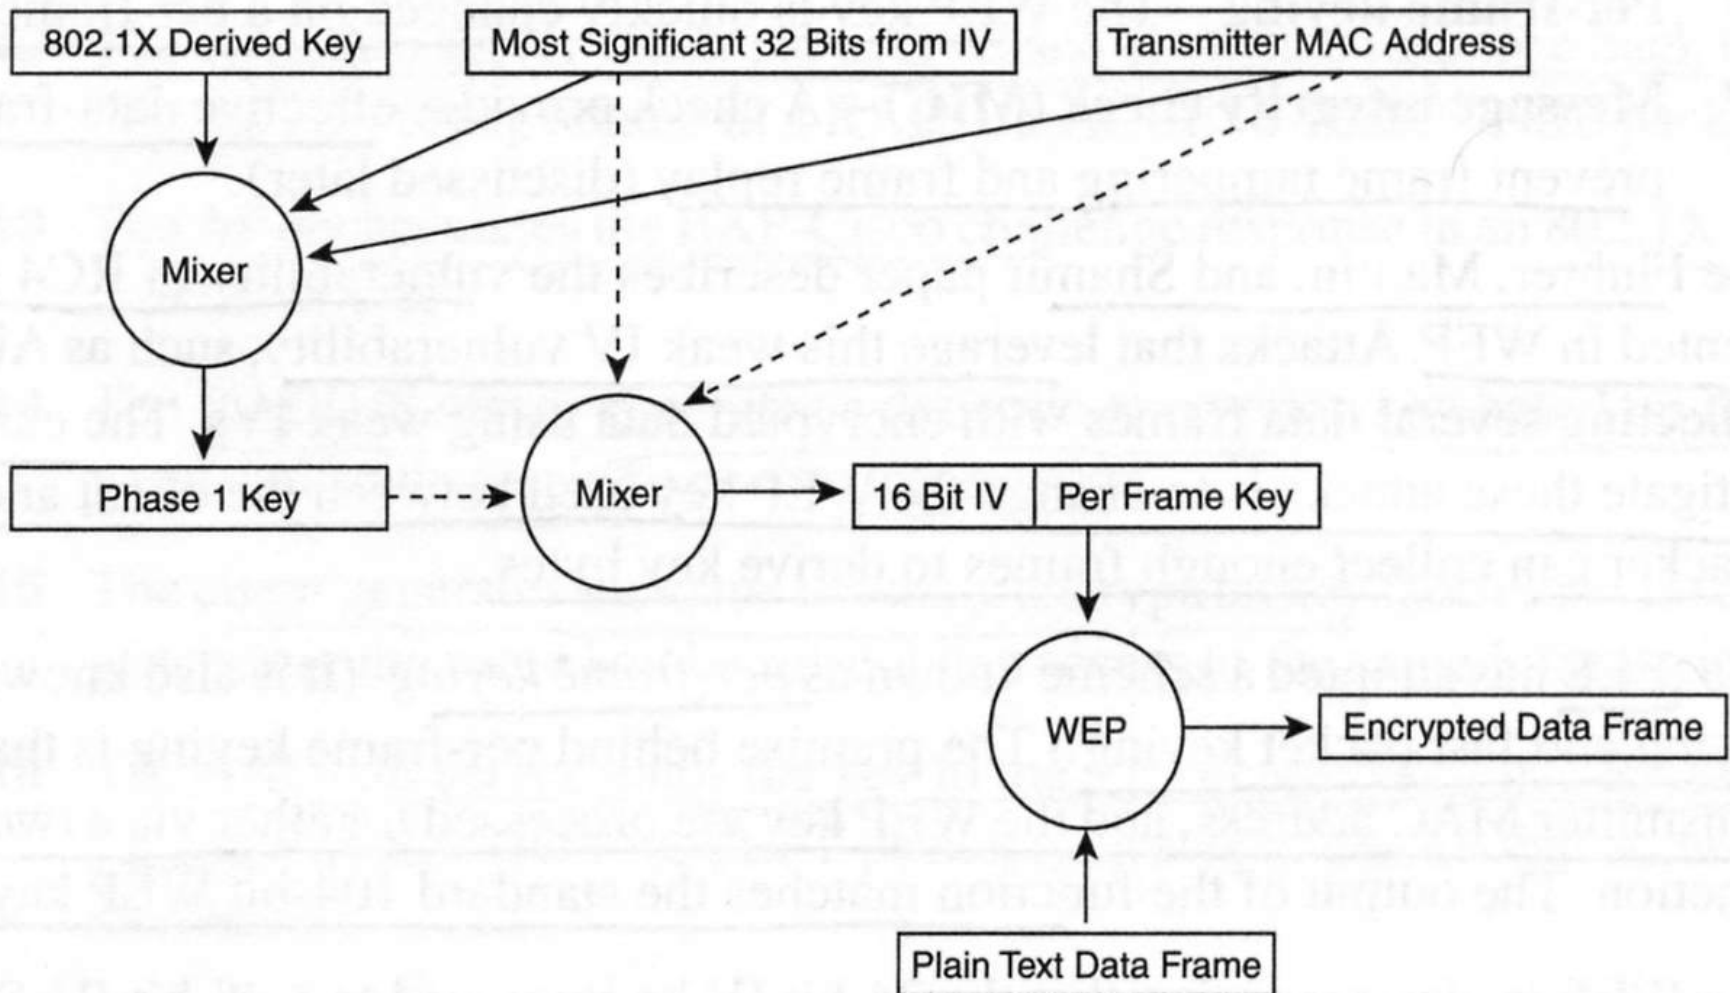 802.1X Derived Key
Most Significant 32 Bits from IV
Transmitter MAC Address
Mixer
Phase 1 Key
Mixer
16 Bit IV
Per Frame Key
WEP
Encrypted Data Frame
Plain Text Data Frame